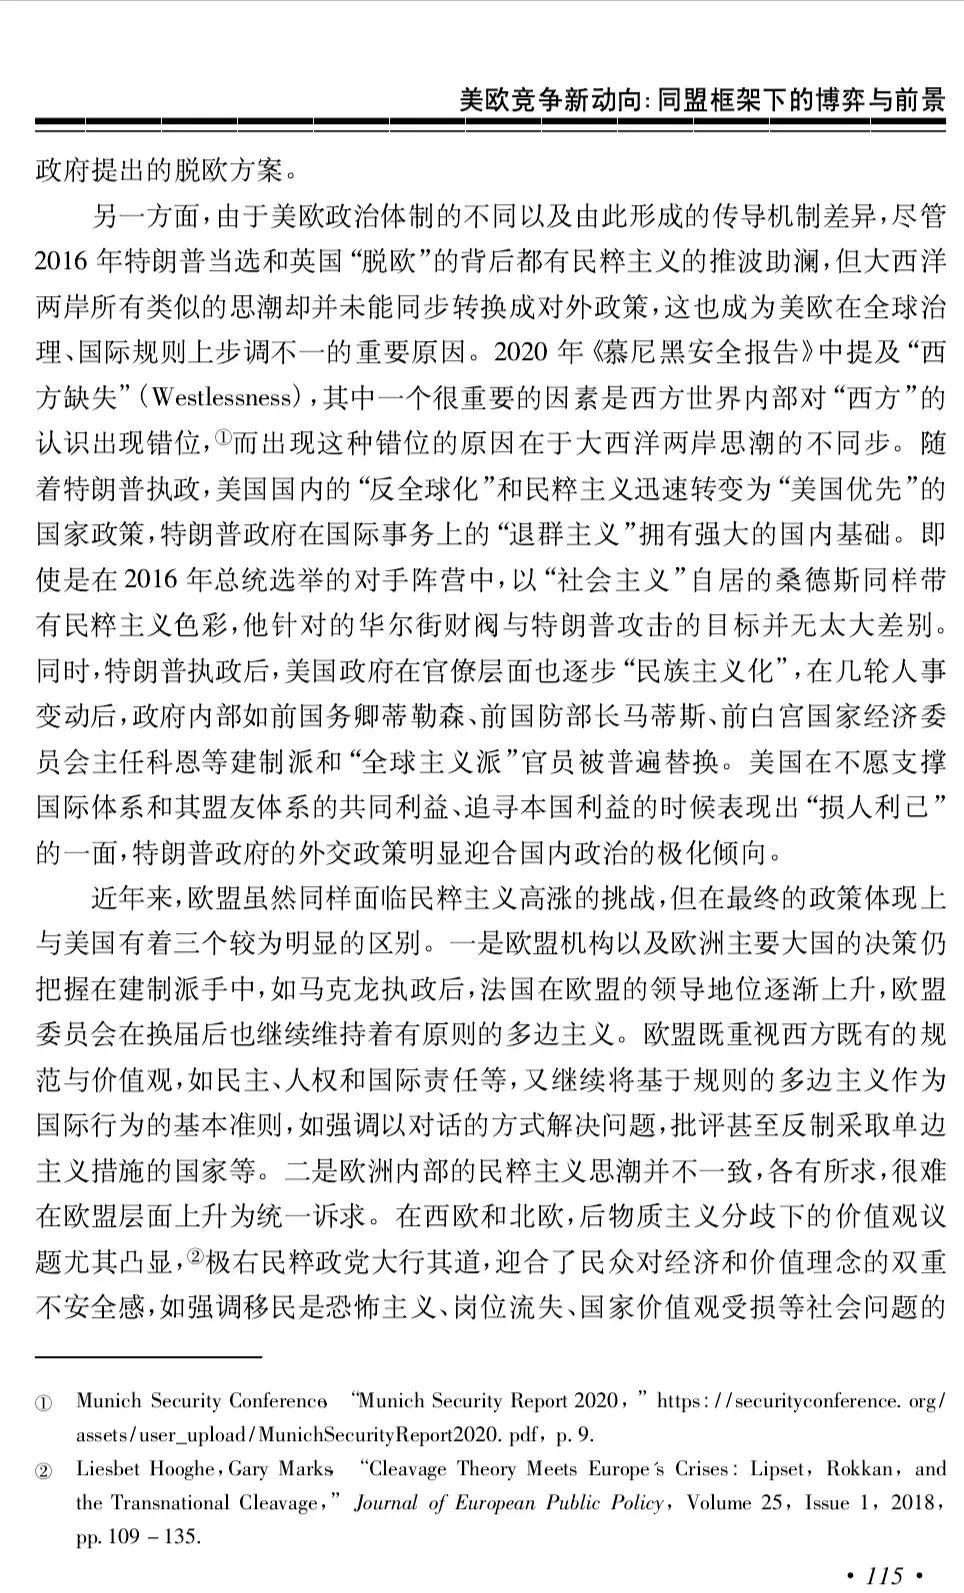 美欧竞争新动向:同盟框架下的博弈与前景
政府提出的脱欧方案。
另一方面,由于美欧政治体制的不同以及由此形成的传导机制差异,尽管
2016 年特朗普当选和英国“脱欧”的背后都有民粹主义的推波助澜,但大西洋
两岸所有类似的思潮却并未能同步转换成对外政策,这也成为美欧在全球治
理、国际规则上步调不一的重要原因。2020 年《慕尼黑安全报告》中提及“西
方缺失”(Westlessness),其中一个很重要的因素是西方世界内部对“西方”的
认识出现错位,①而出现这种错位的原因在于大西洋两岸思潮的不同步。随
着特朗普执政,美国国内的“反全球化”和民粹主义迅速转变为“美国优先”的
国家政策,特朗普政府在国际事务上的“退群主义”拥有强大的国内基础。即
使是在 2016 年总统选举的对手阵营中,以“社会主义”自居的桑德斯同样带
有民粹主义色彩,他针对的华尔街财阀与特朗普攻击的目标并无太大差别。
同时,特朗普执政后,美国政府在官僚层面也逐步“民族主义化”,在几轮人事
变动后,政府内部如前国务卿蒂勒森、前国防部长马蒂斯、前白宫国家经济委
员会主任科恩等建制派和“全球主义派”官员被普遍替换。美国在不愿支撑
国际体系和其盟友体系的共同利益、追寻本国利益的时候表现出“损人利己”
的一面,特朗普政府的外交政策明显迎合国内政治的极化倾向。
近年来,欧盟虽然同样面临民粹主义高涨的挑战,但在最终的政策体现上
与美国有着三个较为明显的区别。一是欧盟机构以及欧洲主要大国的决策仍
把握在建制派手中,如马克龙执政后,法国在欧盟的领导地位逐渐上升,欧盟
委员会在换届后也继续维持着有原则的多边主义。欧盟既重视西方既有的规
范与价值观,如民主、人权和国际责任等,又继续将基于规则的多边主义作为
国际行为的基本准则,如强调以对话的方式解决问题,批评甚至反制采取单边
主义措施的国家等。二是欧洲内部的民粹主义思潮并不一致,各有所求,很难
在欧盟层面上升为统一诉求。在西欧和北欧,后物质主义分歧下的价值观议
题尤其凸显,②极右民粹政党大行其道,迎合了民众对经济和价值理念的双重
不安全感,如强调移民是恐怖主义、岗位流失、国家价值观受损等社会问题的
① Munich Security Conference, “Munich Security Report 2020,” https://securityconference.org/
assets/user_upload/MunichSecurityReport2020.pdf, p. 9.
② Liesbet Hooghe, Gary Marks, “Cleavage Theory Meets Europe's Crises: Lipset, Rokkan, and
the Transnational Cleavage,” Journal of European Public Policy, Volume 25, Issue 1, 2018,
pp. 109 - 135.
· 115 ·